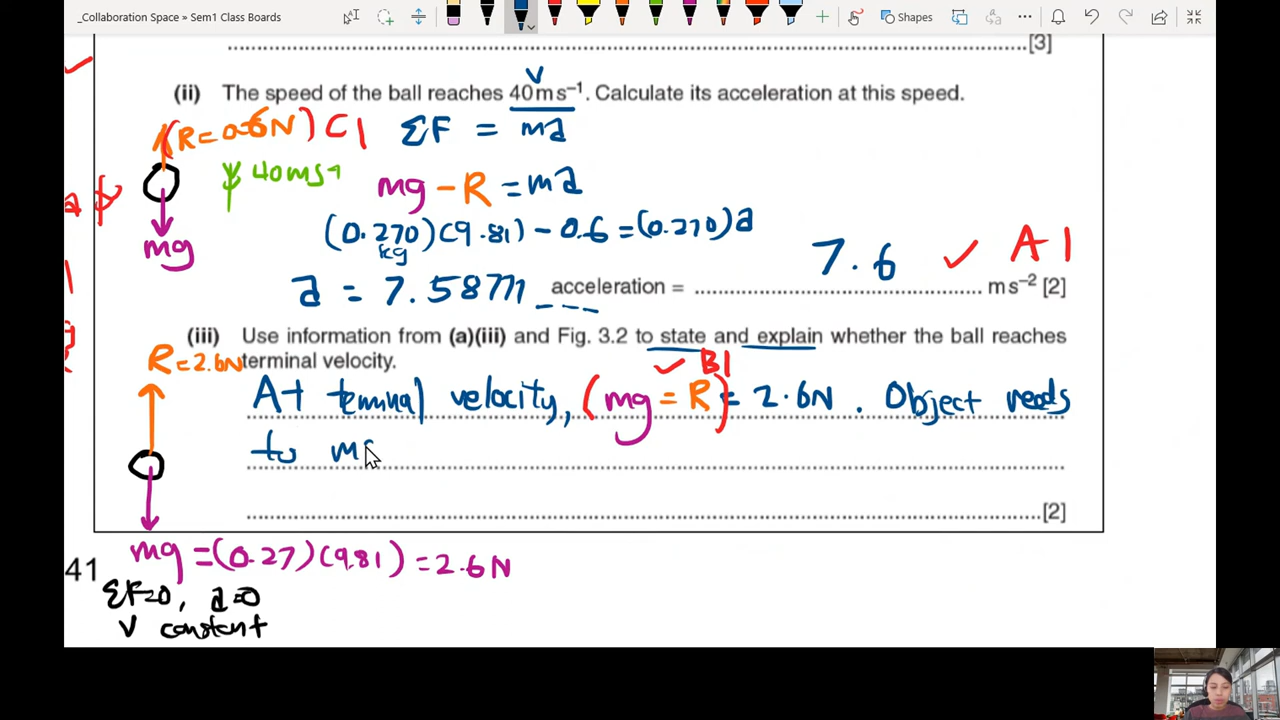 _Collaboration Space » Sem1 Class Boards
Shapes
[3]
(ii) The speed of the ball reaches 40 m s⁻¹. Calculate its acceleration at this speed.
V
(R = 0.6N) C1
ΣF = ma
40ms⁻¹
mg - R = ma
(0.270)(9.81) - 0.6 = (0.270)a
kg
mg
7.6 ✓ A1
a = 7.5877 acceleration = ........ m s⁻² [2]
(iii) Use information from (a)(iii) and Fig. 3.2 to state and explain whether the ball reaches
terminal velocity.
R = 2.6N
✓ B1
At terminal velocity, (mg = R) = 2.6N. Object needs
to
[2]
mg = (0.27)(9.81) = 2.6N
41
ΣF=0, a=0
V constant